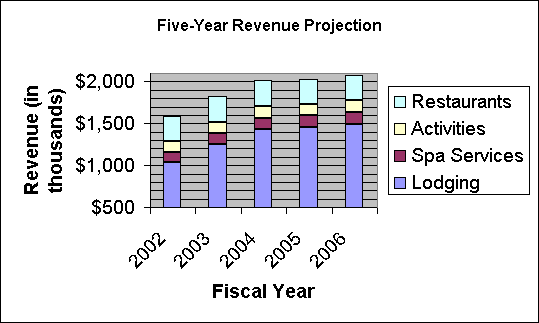 Five-Year Revenue Projection
Revenue (in
thousands)
$2,000
$1,500
$1,000
$500
2002
2003
2004
2005
2006
Fiscal Year
Restaurants
Activities
Spa Services
Lodging